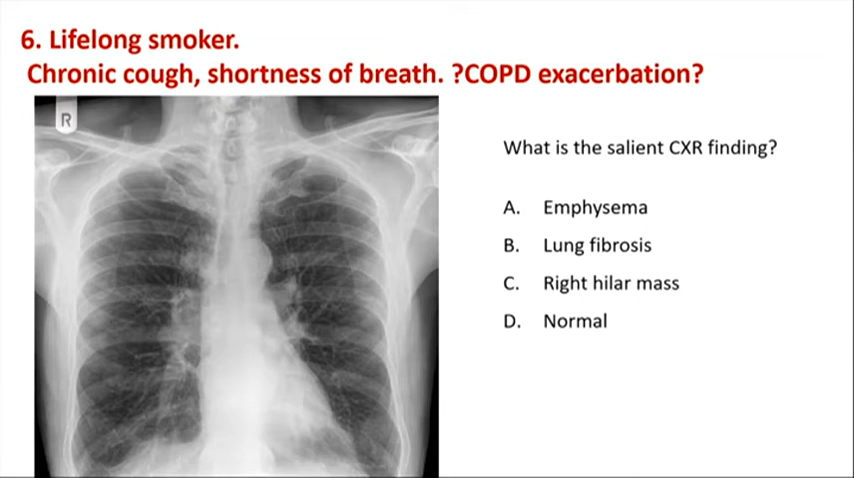 6. Lifelong smoker.
Chronic cough, shortness of breath. ?COPD exacerbation?
R
What is the salient CXR finding?
A. Emphysema
B. Lung fibrosis
C. Right hilar mass
D. Normal